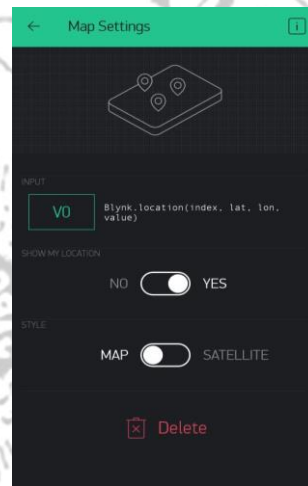 ← Map Settings i
INPUT
V0 Blynk.location(index, lat, lon,
value)
SHOW MY LOCATION
NO YES
STYLE
MAP SATELLITE
Delete